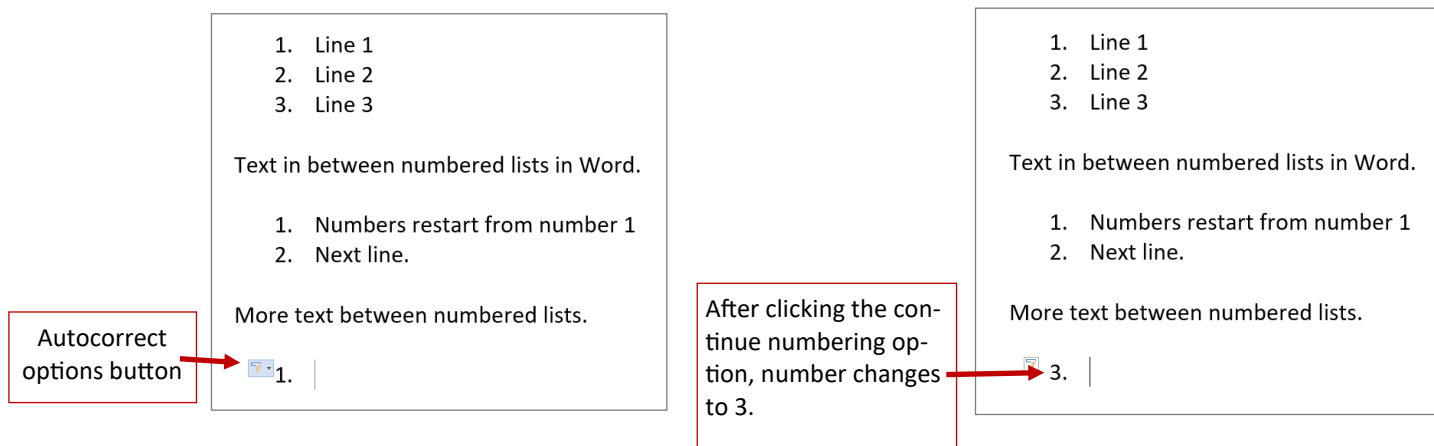 1. Line 1
2. Line 2
3. Line 3
Text in between numbered lists in Word.
1. Numbers restart from number 1
2. Next line.
More text between numbered lists.
Autocorrect
options button
1.
1. Line 1
2. Line 2
3. Line 3
Text in between numbered lists in Word.
1. Numbers restart from number 1
2. Next line.
More text between numbered lists.
After clicking the con-
tinue numbering op-
tion, number changes
to 3.
3.